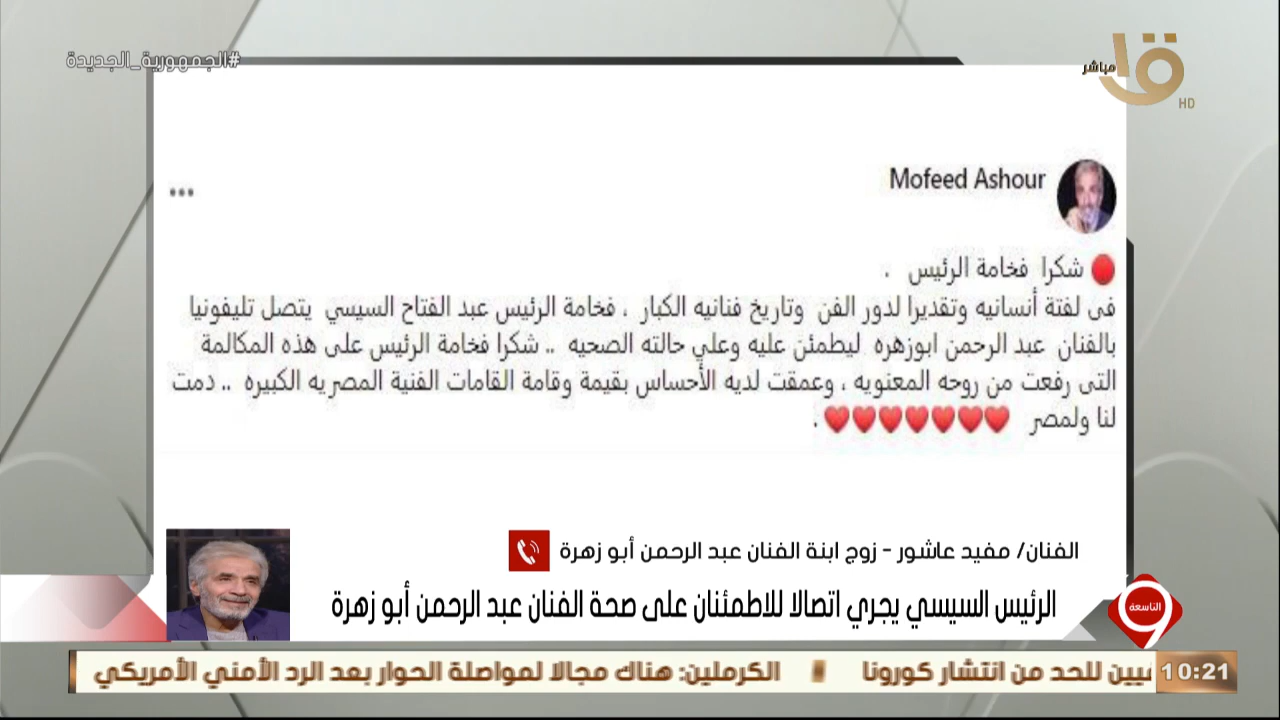 #الجمهورية_الجديدة
مباشر
HD
Mofeed Ashour
شكرا فخامة الرئيس .
فى لفتة أنسانيه وتقديرا لدور الفن وتاريخ فنانيه الكبار ، فخامة الرئيس عبد الفتاح السيسي يتصل تليفونيا
بالفنان عبد الرحمن ابوزهره ليطمئن عليه وعلي حالته الصحيه .. شكرا فخامة الرئيس على هذه المكالمة
التى رفعت من روحه المعنويه ، وعمقت لديه الأحساس بقيمة وقامة القامات الفنية المصريه الكبيره .. دمت
لنا ولمصر .
الفنان/ مفيد عاشور - زوج ابنة الفنان عبد الرحمن أبو زهرة
الرئيس السيسي يجري اتصالا للاطمئنان على صحة الفنان عبد الرحمن أبو زهرة
التاسعة
10:21 للحد من انتشار كورونا الكرملين: هناك مجالا لمواصلة الحوار بعد الرد الأمني الأمريكي